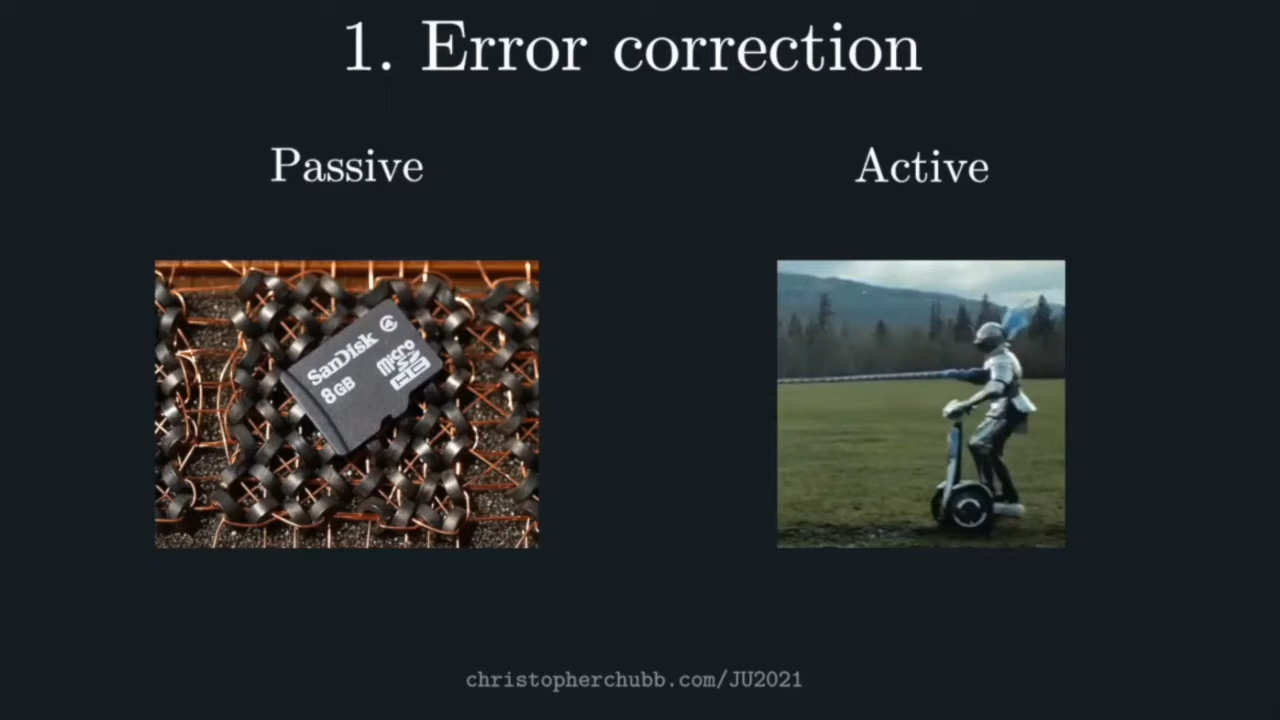 1. Error correction
Passive
Active
SanDisk
8GB
micro
SD
HC
christopherchubb.com/JU2021